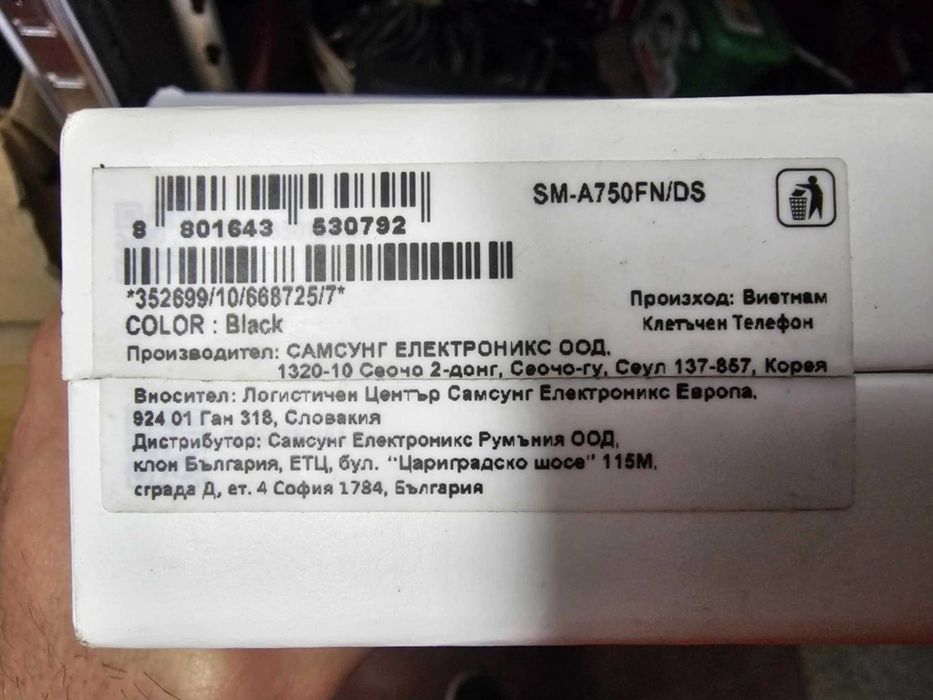 SM-A750FN/DS
8 801643 530792
*352699/10/668725/7*
Произход: Виетнам
COLOR : Black
Клетъчен Телефон
Производител: САМСУНГ ЕЛЕКТРОНИКС ООД,
1320-10 Сеочо 2-донг, Сеочо-гу, Сеул 137-857, Корея
Вносител: Логистичен Център Самсунг Електроникс Европа,
924 01 Ган 318, Словакия
Дистрибутор: Самсунг Електроникс Румъния ООД,
клон България, ЕТЦ, бул. "Цариградско шосе" 115М,
сграда Д, ет. 4 София 1784, България